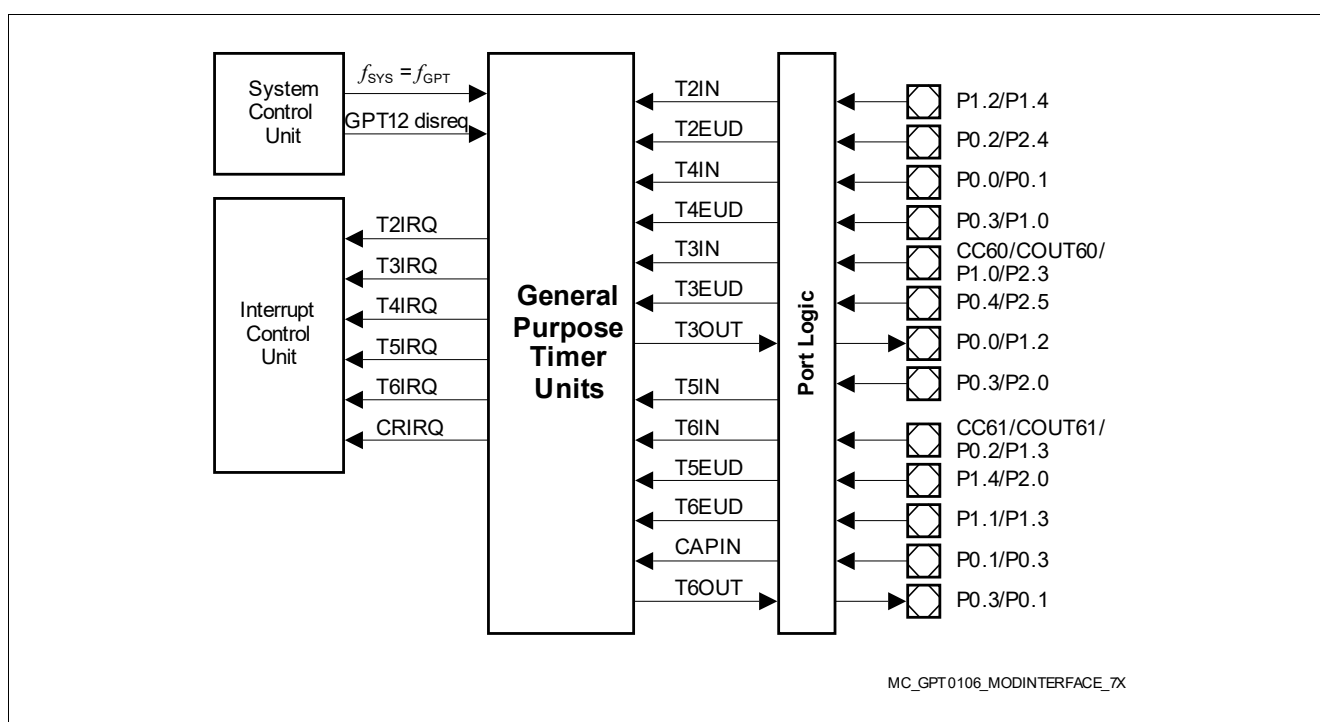 System
Control
Unit
fSYS = fGPT
GPT12 disreq
Interrupt
Control
Unit
T2IRQ
T3IRQ
T4IRQ
T5IRQ
T6IRQ
CRIRQ
General
Purpose
Timer
Units
T2IN
T2EUD
T4IN
T4EUD
T3IN
T3EUD
T3OUT
T5IN
T6IN
T5EUD
T6EUD
CAPIN
T6OUT
Port Logic
P1.2/P1.4
P0.2/P2.4
P0.0/P0.1
P0.3/P1.0
CC60/COUT60/
P1.0/P2.3
P0.4/P2.5
P0.0/P1.2
P0.3/P2.0
CC61/COUT61/
P0.2/P1.3
P1.4/P2.0
P1.1/P1.3
P0.1/P0.3
P0.3/P0.1
MC_GPT0106_MODINTERFACE_7X